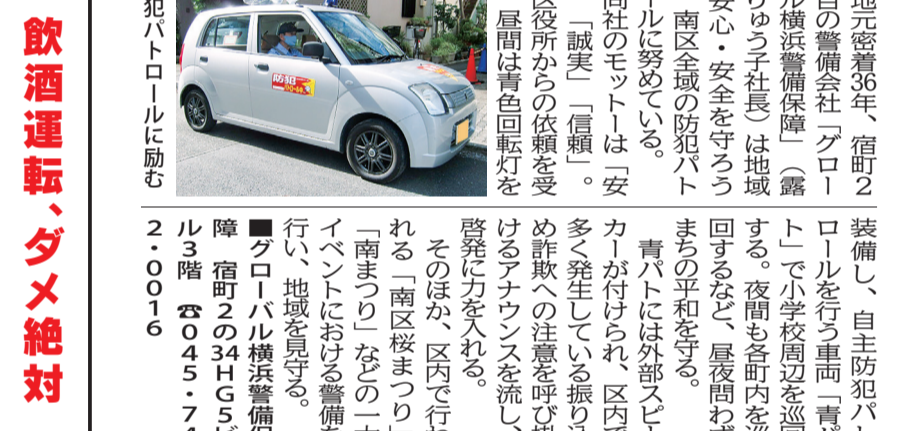 地元密着36年、宿町2
目の警備会社「グロー
ル横浜警備保障」(露
りゅう子社長)は地域
安心・安全を守ろう
南区全域の防犯パト
ールに努めている。
同社のモットーは「安
「誠実」「信頼」。
区役所からの依頼を受
昼間は青色回転灯を
防犯
犯パトロールに励む
装備し、自主防犯パト
ロールを行う車両「青パ
ト」で小学校周辺を巡回
する。夜間も各町内を巡
回するなど、昼夜問わず
まちの平和を守る。
青パトには外部スピー
カーが付けられ、区内で
多く発生している振り込
め詐欺への注意を呼び掛
けるアナウンスを流し、
啓発に力を入れる。
そのほか、区内で行わ
れる「南区桜まつり」
「南まつり」などの一大
イベントにおける警備を
行い、地域を見守る。
■グローバル横浜警備保
障 宿町2の34HG5ビ
ル3階 ☎045・74
2・0016
飲酒運転、ダメ絶対